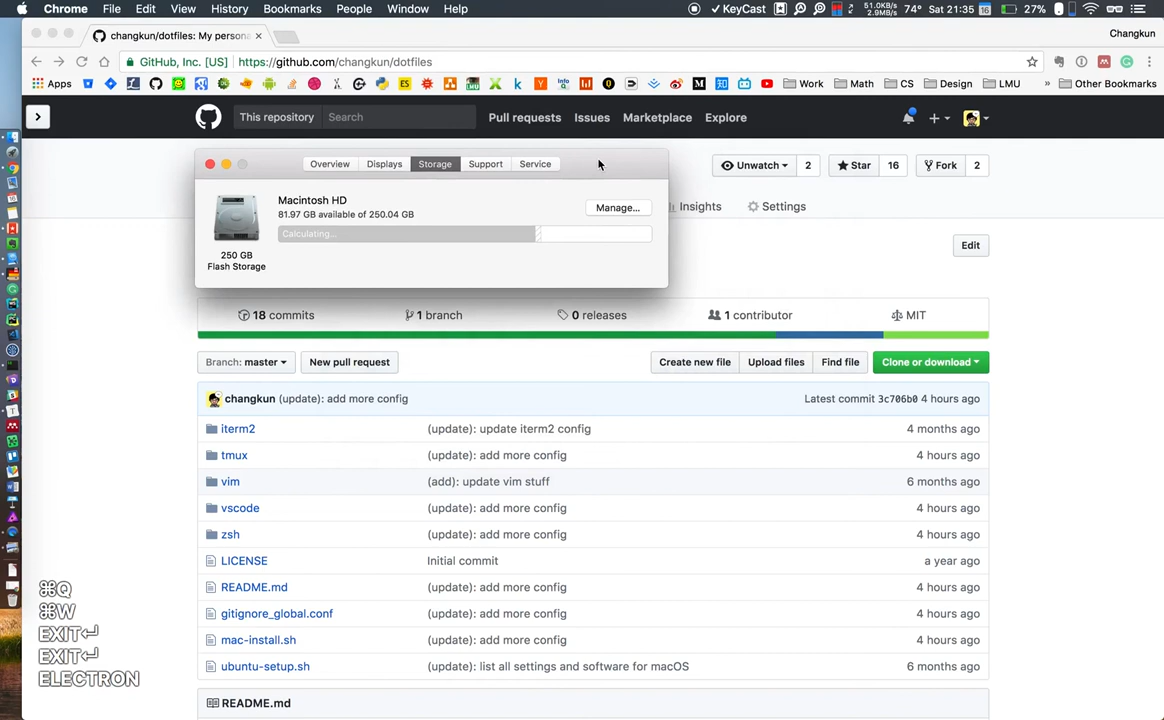 Chrome File Edit View History Bookmarks People Window Help KeyCast 51.0KB/s 2.9MB/s 74° Sat 21:35 16 27%
changkun/dotfiles: My persona Changkun
GitHub, Inc. [US] https://github.com/changkun/dotfiles
Apps Work Math CS Design LMU » Other Bookmarks
This repository Search Pull requests Issues Marketplace Explore
Overview Displays Storage Support Service
Unwatch 2 Star 16 Fork 2
Macintosh HD
81.97 GB available of 250.04 GB
Manage...
Insights Settings
Calculating...
250 GB
Flash Storage
Edit
18 commits 1 branch 0 releases 1 contributor MIT
Branch: master New pull request Create new file Upload files Find file Clone or download
changkun (update): add more config Latest commit 3c706b0 4 hours ago
iterm2 (update): update iterm2 config 4 months ago
tmux (update): add more config 4 hours ago
vim (add): update vim stuff 6 months ago
vscode (update): add more config 4 hours ago
zsh (update): add more config 4 hours ago
LICENSE Initial commit a year ago
README.md (update): add more config 4 hours ago
gitignore_global.conf (update): add more config 4 hours ago
mac-install.sh (update): add more config 4 hours ago
ubuntu-setup.sh (update): list all settings and software for macOS 6 months ago
README.md
⌘Q
⌘W
EXIT↵
EXIT↵
ELECTRON